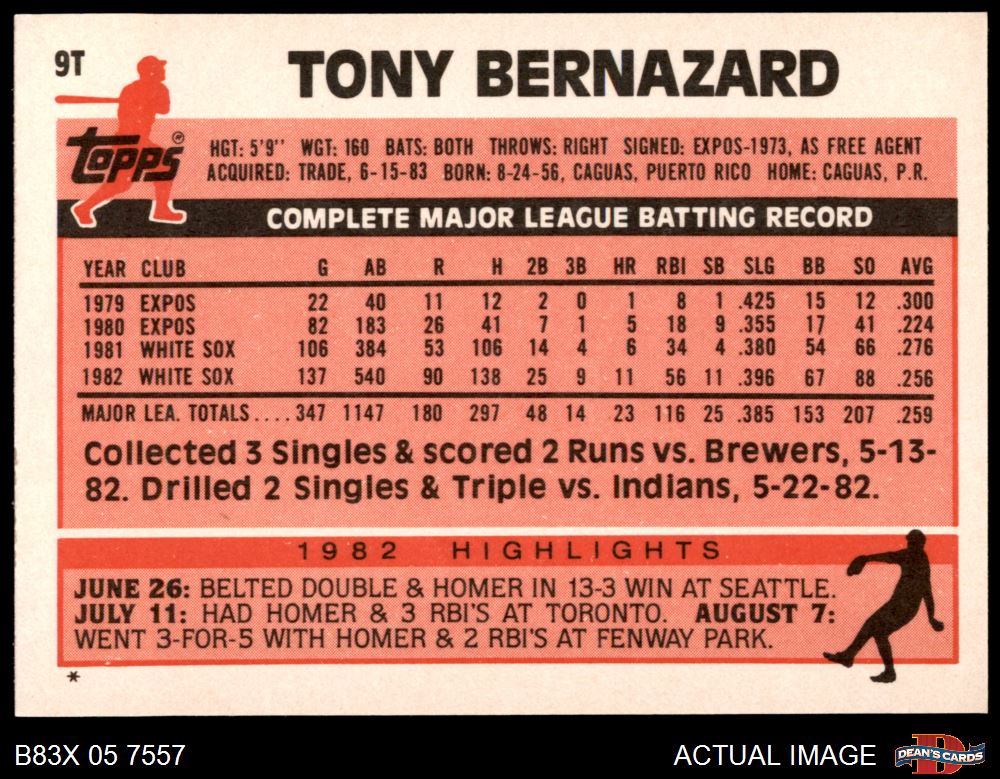 9T
TONY BERNAZARD
Topps®
HGT: 5'9'' WGT: 160 BATS: BOTH THROWS: RIGHT SIGNED: EXPOS-1973, AS FREE AGENT
ACQUIRED: TRADE, 6-15-83 BORN: 8-24-56, CAGUAS, PUERTO RICO HOME: CAGUAS, P.R.
COMPLETE MAJOR LEAGUE BATTING RECORD
YEAR CLUB G AB R H 2B 3B HR RBI SB SLG BB SO AVG
1979 EXPOS 22 40 11 12 2 0 1 8 1 .425 15 12 .300
1980 EXPOS 82 183 26 41 7 1 5 18 9 .355 17 41 .224
1981 WHITE SOX 106 384 53 106 14 4 6 34 4 .380 54 66 .276
1982 WHITE SOX 137 540 90 138 25 9 11 56 11 .396 67 88 .256
MAJOR LEA. TOTALS....347 1147 180 297 48 14 23 116 25 .385 153 207 .259
Collected 3 Singles & scored 2 Runs vs. Brewers, 5-13-
82. Drilled 2 Singles & Triple vs. Indians, 5-22-82.
1982 HIGHLIGHTS
JUNE 26: BELTED DOUBLE & HOMER IN 13-3 WIN AT SEATTLE.
JULY 11: HAD HOMER & 3 RBI'S AT TORONTO. AUGUST 7:
WENT 3-FOR-5 WITH HOMER & 2 RBI'S AT FENWAY PARK.
*
B83X 05 7557
ACTUAL IMAGE
DEAN'S CARDS